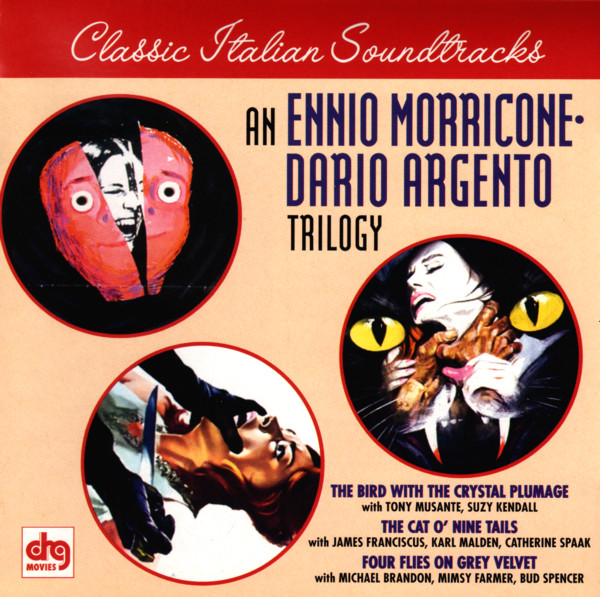 Classic Italian Soundtracks
AN ENNIO MORRICONE·
DARIO ARGENTO
TRILOGY
THE BIRD WITH THE CRYSTAL PLUMAGE
with TONY MUSANTE, SUZY KENDALL
THE CAT O' NINE TAILS
with JAMES FRANCISCUS, KARL MALDEN, CATHERINE SPAAK
FOUR FLIES ON GREY VELVET
with MICHAEL BRANDON, MIMSY FARMER, BUD SPENCER
drg
MOVIES